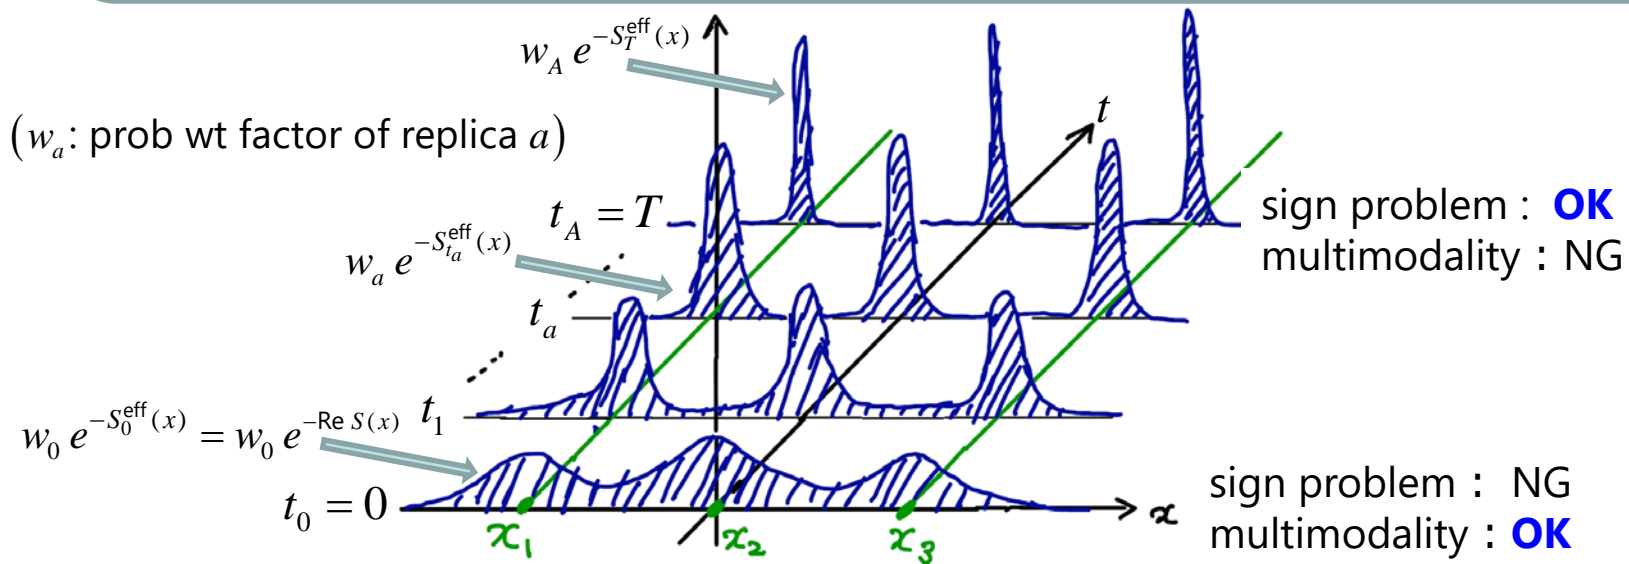 w_A e^{-S_T^{eff}(x)}
t
(w_a: prob wt factor of replica a)
t_A = T
sign problem : OK
multimodality : NG
w_a e^{-S_{t_a}^{eff}(x)}
t_a
t_1
w_0 e^{-S_0^{eff}(x)} = w_0 e^{-Re S(x)}
t_0 = 0
x
x_1 x_2 x_3
sign problem : NG
multimodality : OK